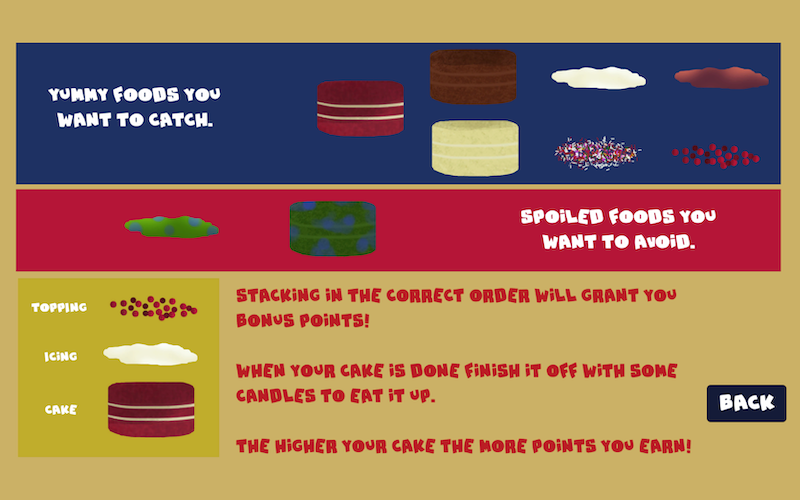 YUMMY FOODS YOU
WANT TO CATCH.
SPOILED FOODS YOU
WANT TO AVOID.
TOPPING
ICING
CAKE
STACKING IN THE CORRECT ORDER WILL GRANT YOU
BONUS POINTS!
WHEN YOUR CAKE IS DONE FINISH IT OFF WITH SOME
CANDLES TO EAT IT UP.
THE HIGHER YOUR CAKE THE MORE POINTS YOU EARN!
BACK